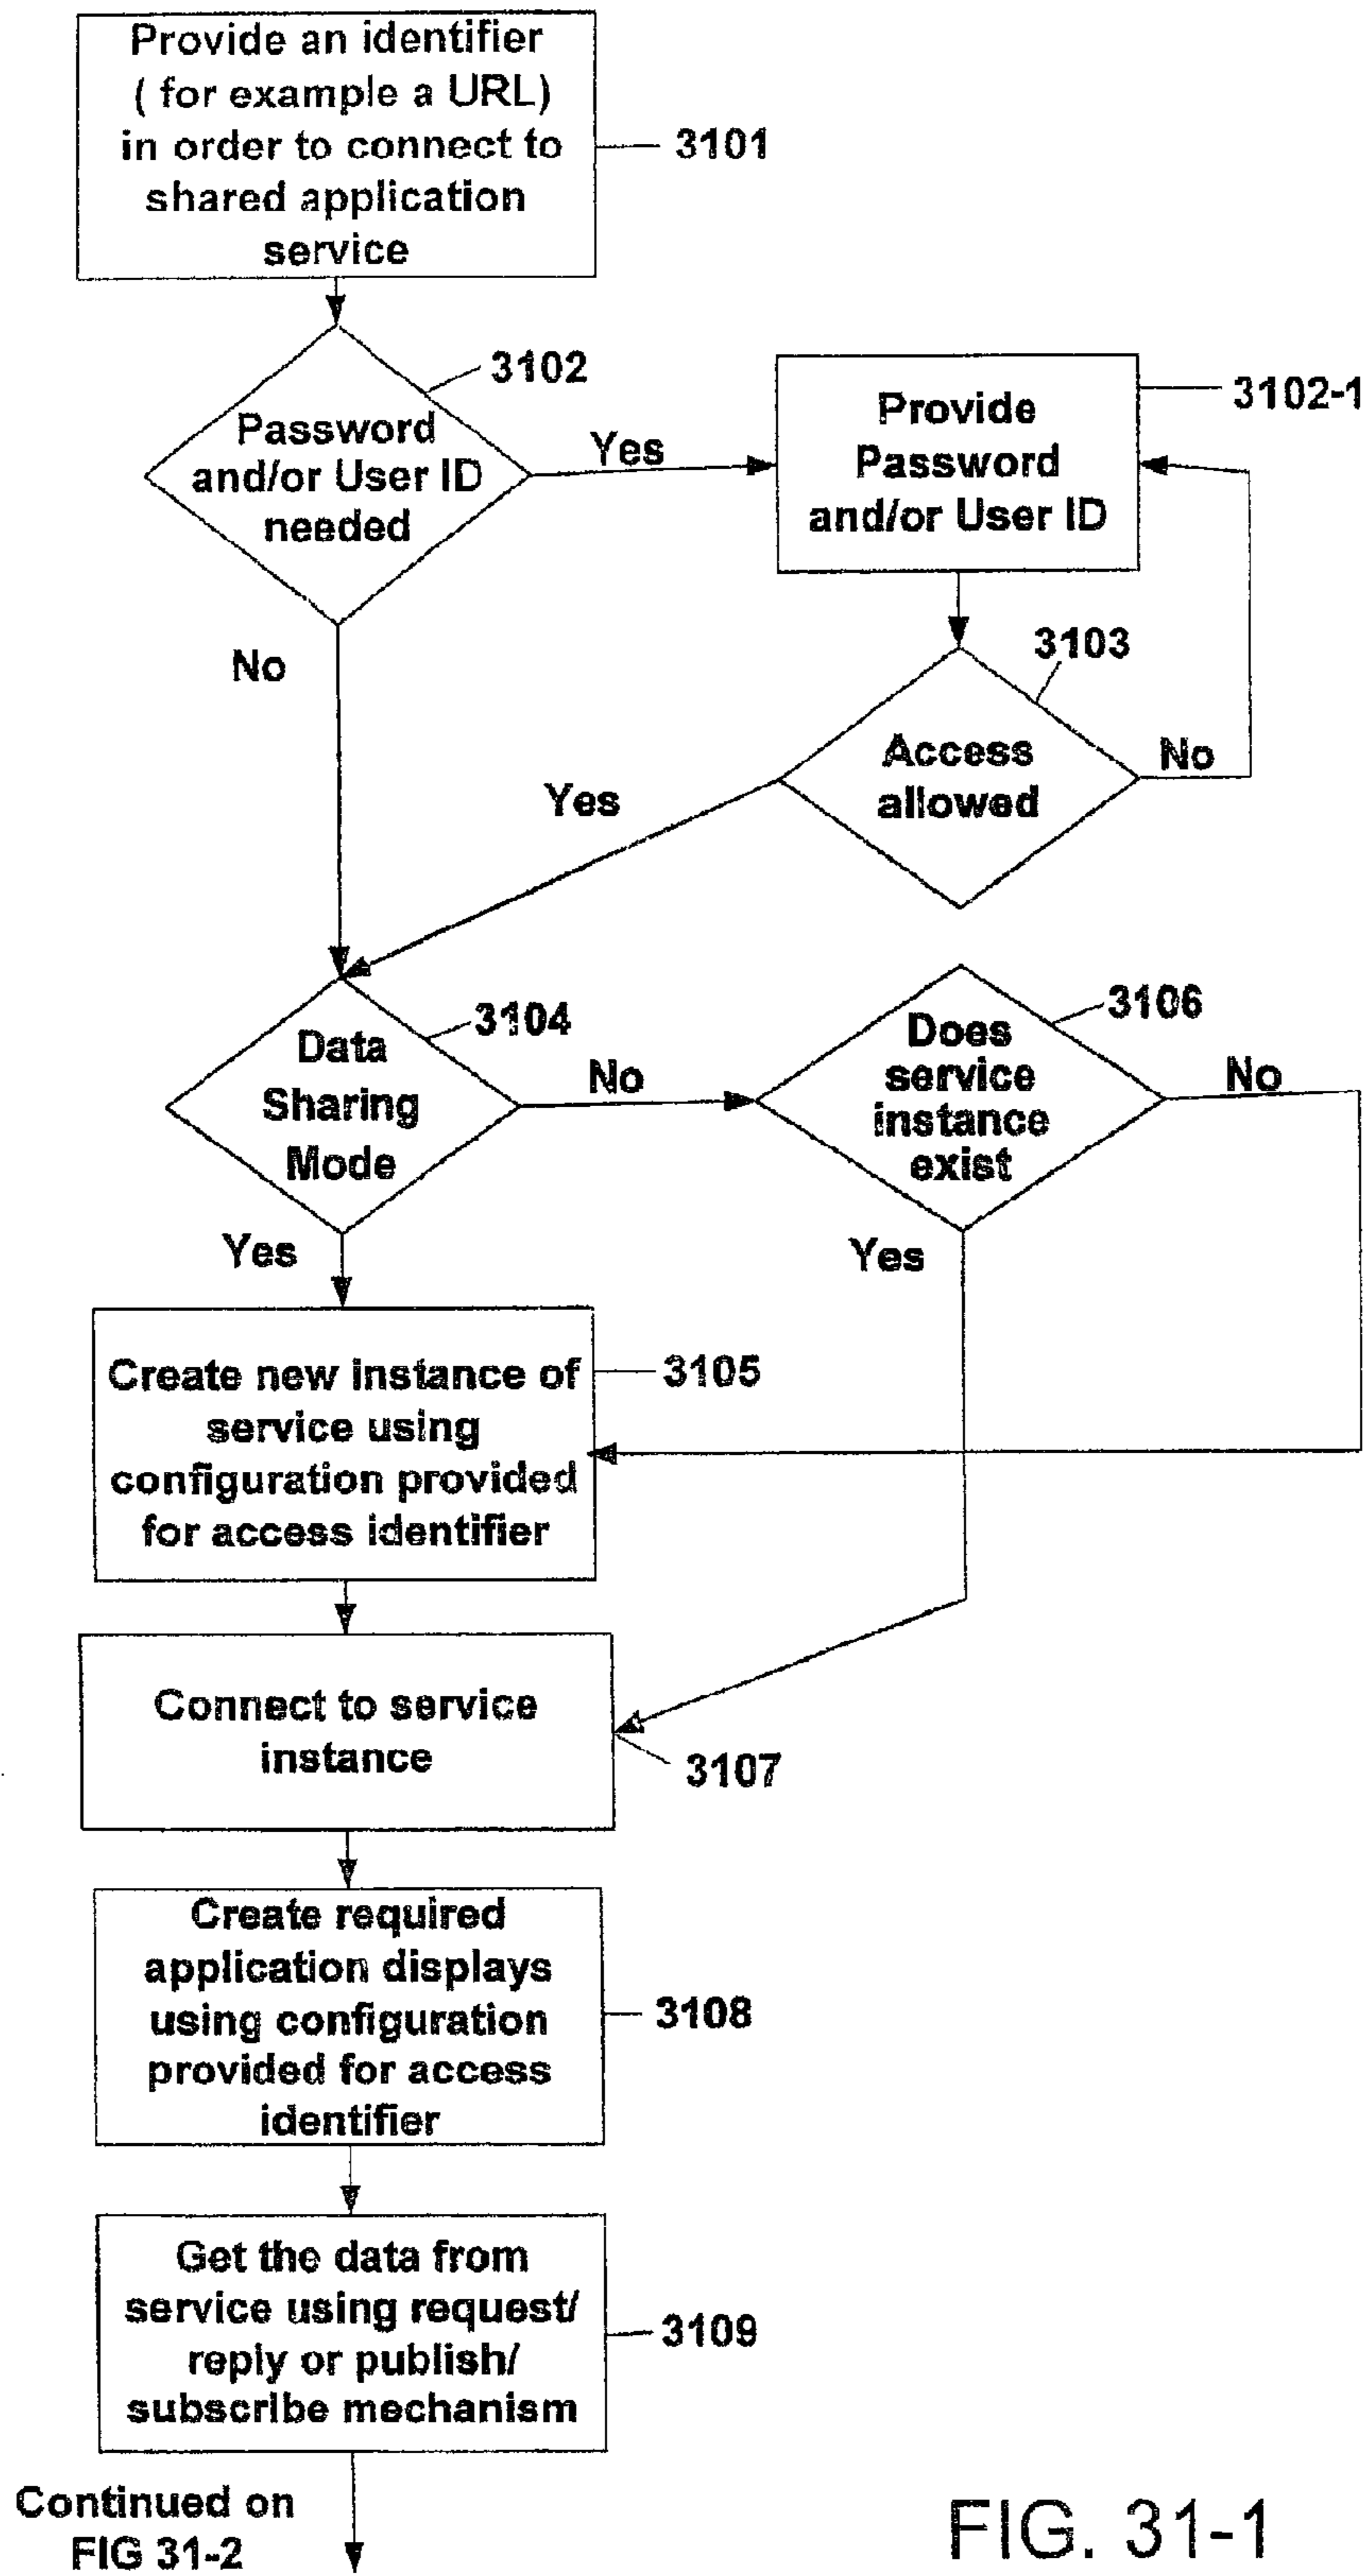 Provide an identifier
( for example a URL)
in order to connect to
shared application
service
3101
3102
Password
and/or User ID
needed
Yes
No
Provide
Password
and/or User ID
3102-1
3103
Access
allowed
No
Yes
3104
Data
Sharing
Mode
No
Yes
3106
Does
service
instance
exist
No
Yes
Create new instance of
service using
configuration provided
for access identifier
3105
Connect to service
instance
3107
Create required
application displays
using configuration
provided for access
identifier
3108
Get the data from
service using request/
reply or publish/
subscribe mechanism
3109
Continued on
FIG 31-2
FIG. 31-1